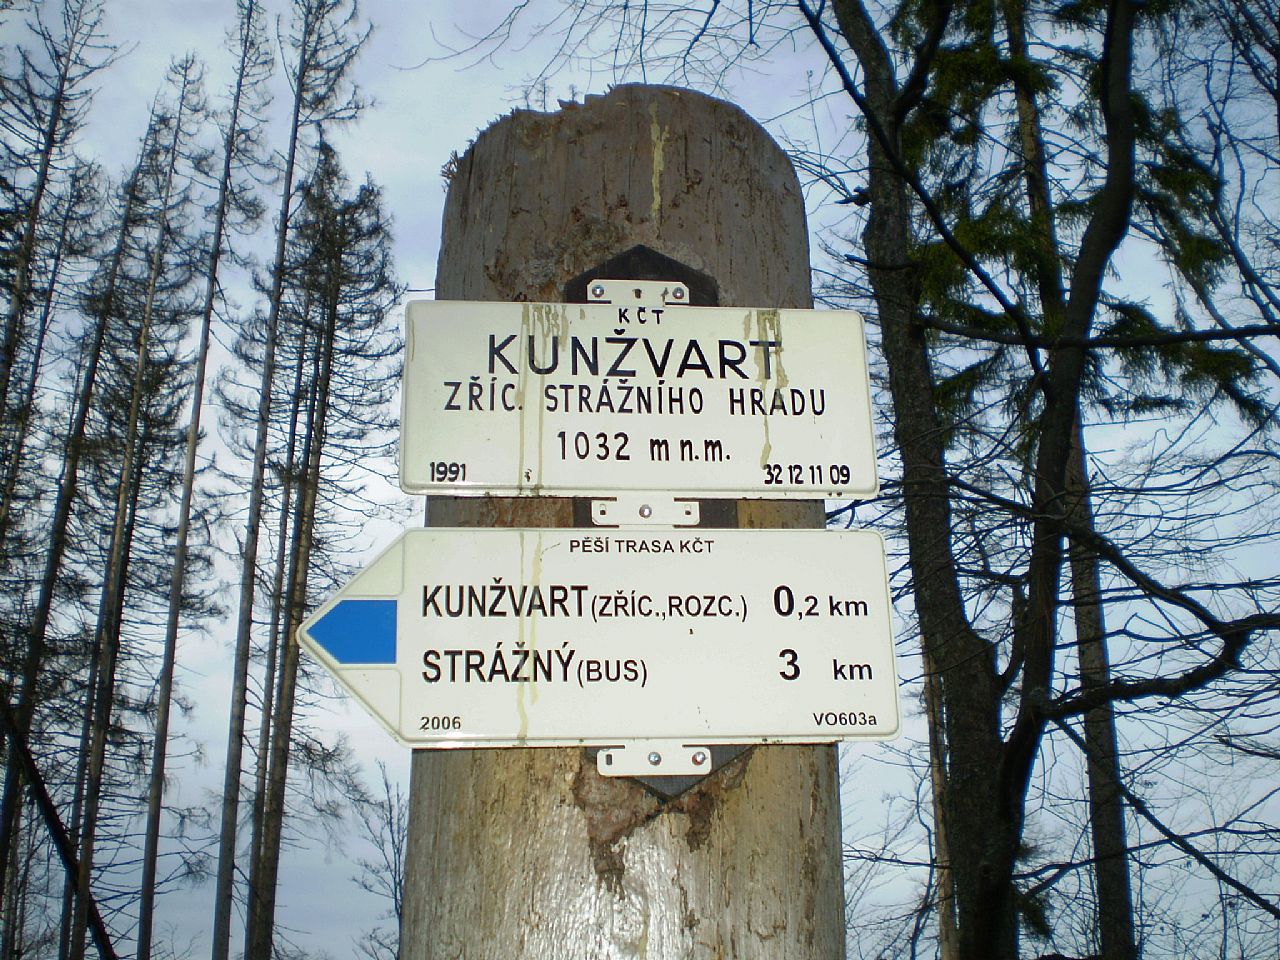 KČT
KUNŽVART
ZŘÍC. STRÁŽNÍHO HRADU
1032 m n.m.
1991 32 12 11 09
PĚŠÍ TRASA KČT
KUNŽVART(ZŘÍC.,ROZC.) 0,2 km
STRÁŽNÝ(BUS) 3 km
2006 VO603a